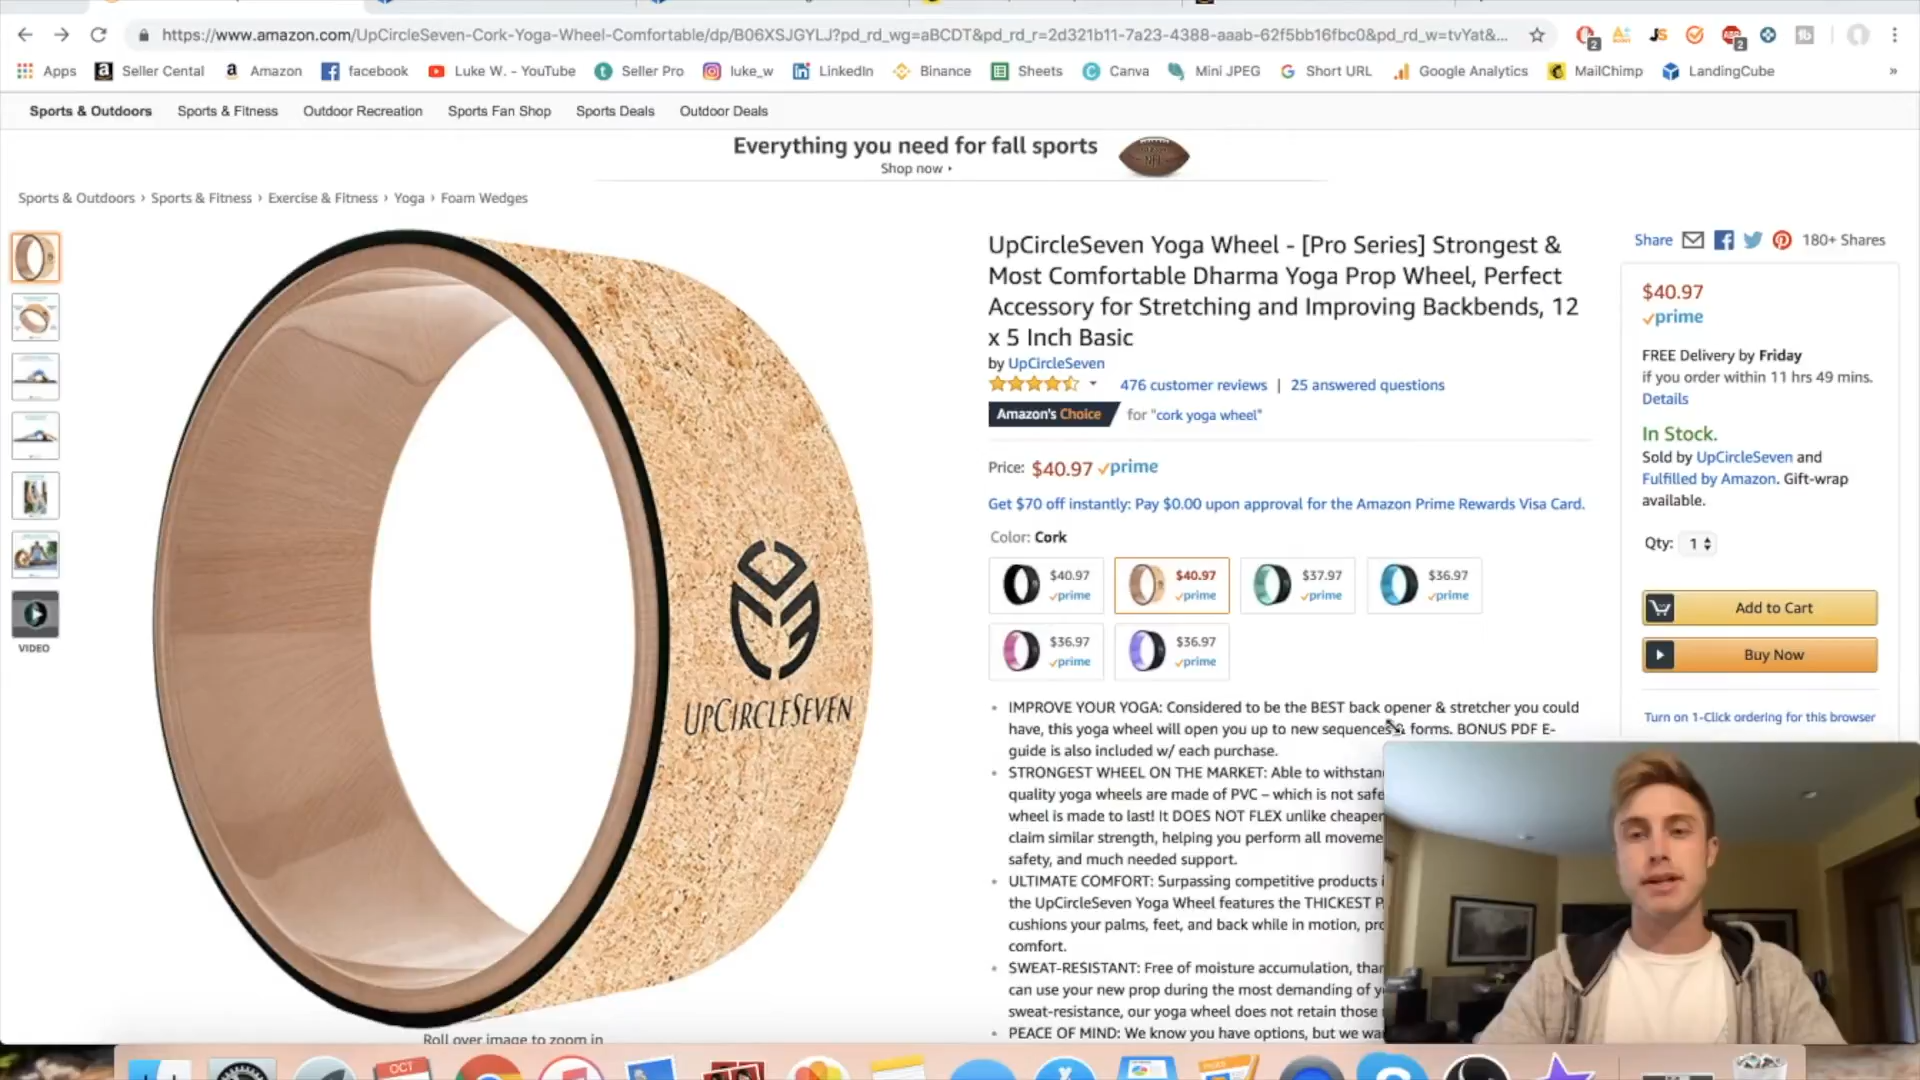 https://www.amazon.com/UpCircleSeven-Cork-Yoga-Wheel-Comfortable/dp/B06XSJGYLJ?pd_rd_wg=aBCDT&pd_rd_r=2d321b11-7a23-4388-aaab-62f5bb16fbc0&pd_rd_w=tvYat&...
Apps Seller Cental Amazon facebook Luke W. - YouTube Seller Pro luke_w LinkedIn Binance Sheets Canva Mini JPEG Short URL Google Analytics MailChimp LandingCube »
Sports & Outdoors Sports & Fitness Outdoor Recreation Sports Fan Shop Sports Deals Outdoor Deals
Everything you need for fall sports
Shop now ▸
Sports & Outdoors › Sports & Fitness › Exercise & Fitness › Yoga › Foam Wedges
VIDEO
UPCIRCLESEVEN
Roll over image to zoom in
UpCircleSeven Yoga Wheel - [Pro Series] Strongest &
Most Comfortable Dharma Yoga Prop Wheel, Perfect
Accessory for Stretching and Improving Backbends, 12
x 5 Inch Basic
by UpCircleSeven
476 customer reviews | 25 answered questions
Amazon's Choice for "cork yoga wheel"
Price: $40.97 prime
Get $70 off instantly: Pay $0.00 upon approval for the Amazon Prime Rewards Visa Card.
Color: Cork
$40.97 $40.97 $37.97 $36.97
prime prime prime prime
$36.97 $36.97
prime prime
IMPROVE YOUR YOGA: Considered to be the BEST back opener & stretcher you could
have, this yoga wheel will open you up to new sequences & forms. BONUS PDF E-
guide is also included w/ each purchase.
STRONGEST WHEEL ON THE MARKET: Able to withstan
quality yoga wheels are made of PVC – which is not safe
wheel is made to last! It DOES NOT FLEX unlike cheaper
claim similar strength, helping you perform all moveme
safety, and much needed support.
ULTIMATE COMFORT: Surpassing competitive products i
the UpCircleSeven Yoga Wheel features the THICKEST P
cushions your palms, feet, and back while in motion, pro
comfort.
SWEAT-RESISTANT: Free of moisture accumulation, than
can use your new prop during the most demanding of y
sweat-resistance, our yoga wheel does not retain those
PEACE OF MIND: We know you have options, but we wa
Share 180+ Shares
$40.97
prime
FREE Delivery by Friday
if you order within 11 hrs 49 mins.
Details
In Stock.
Sold by UpCircleSeven and
Fulfilled by Amazon. Gift-wrap
available.
Qty: 1
Add to Cart
Buy Now
Turn on 1-Click ordering for this browser
OCT